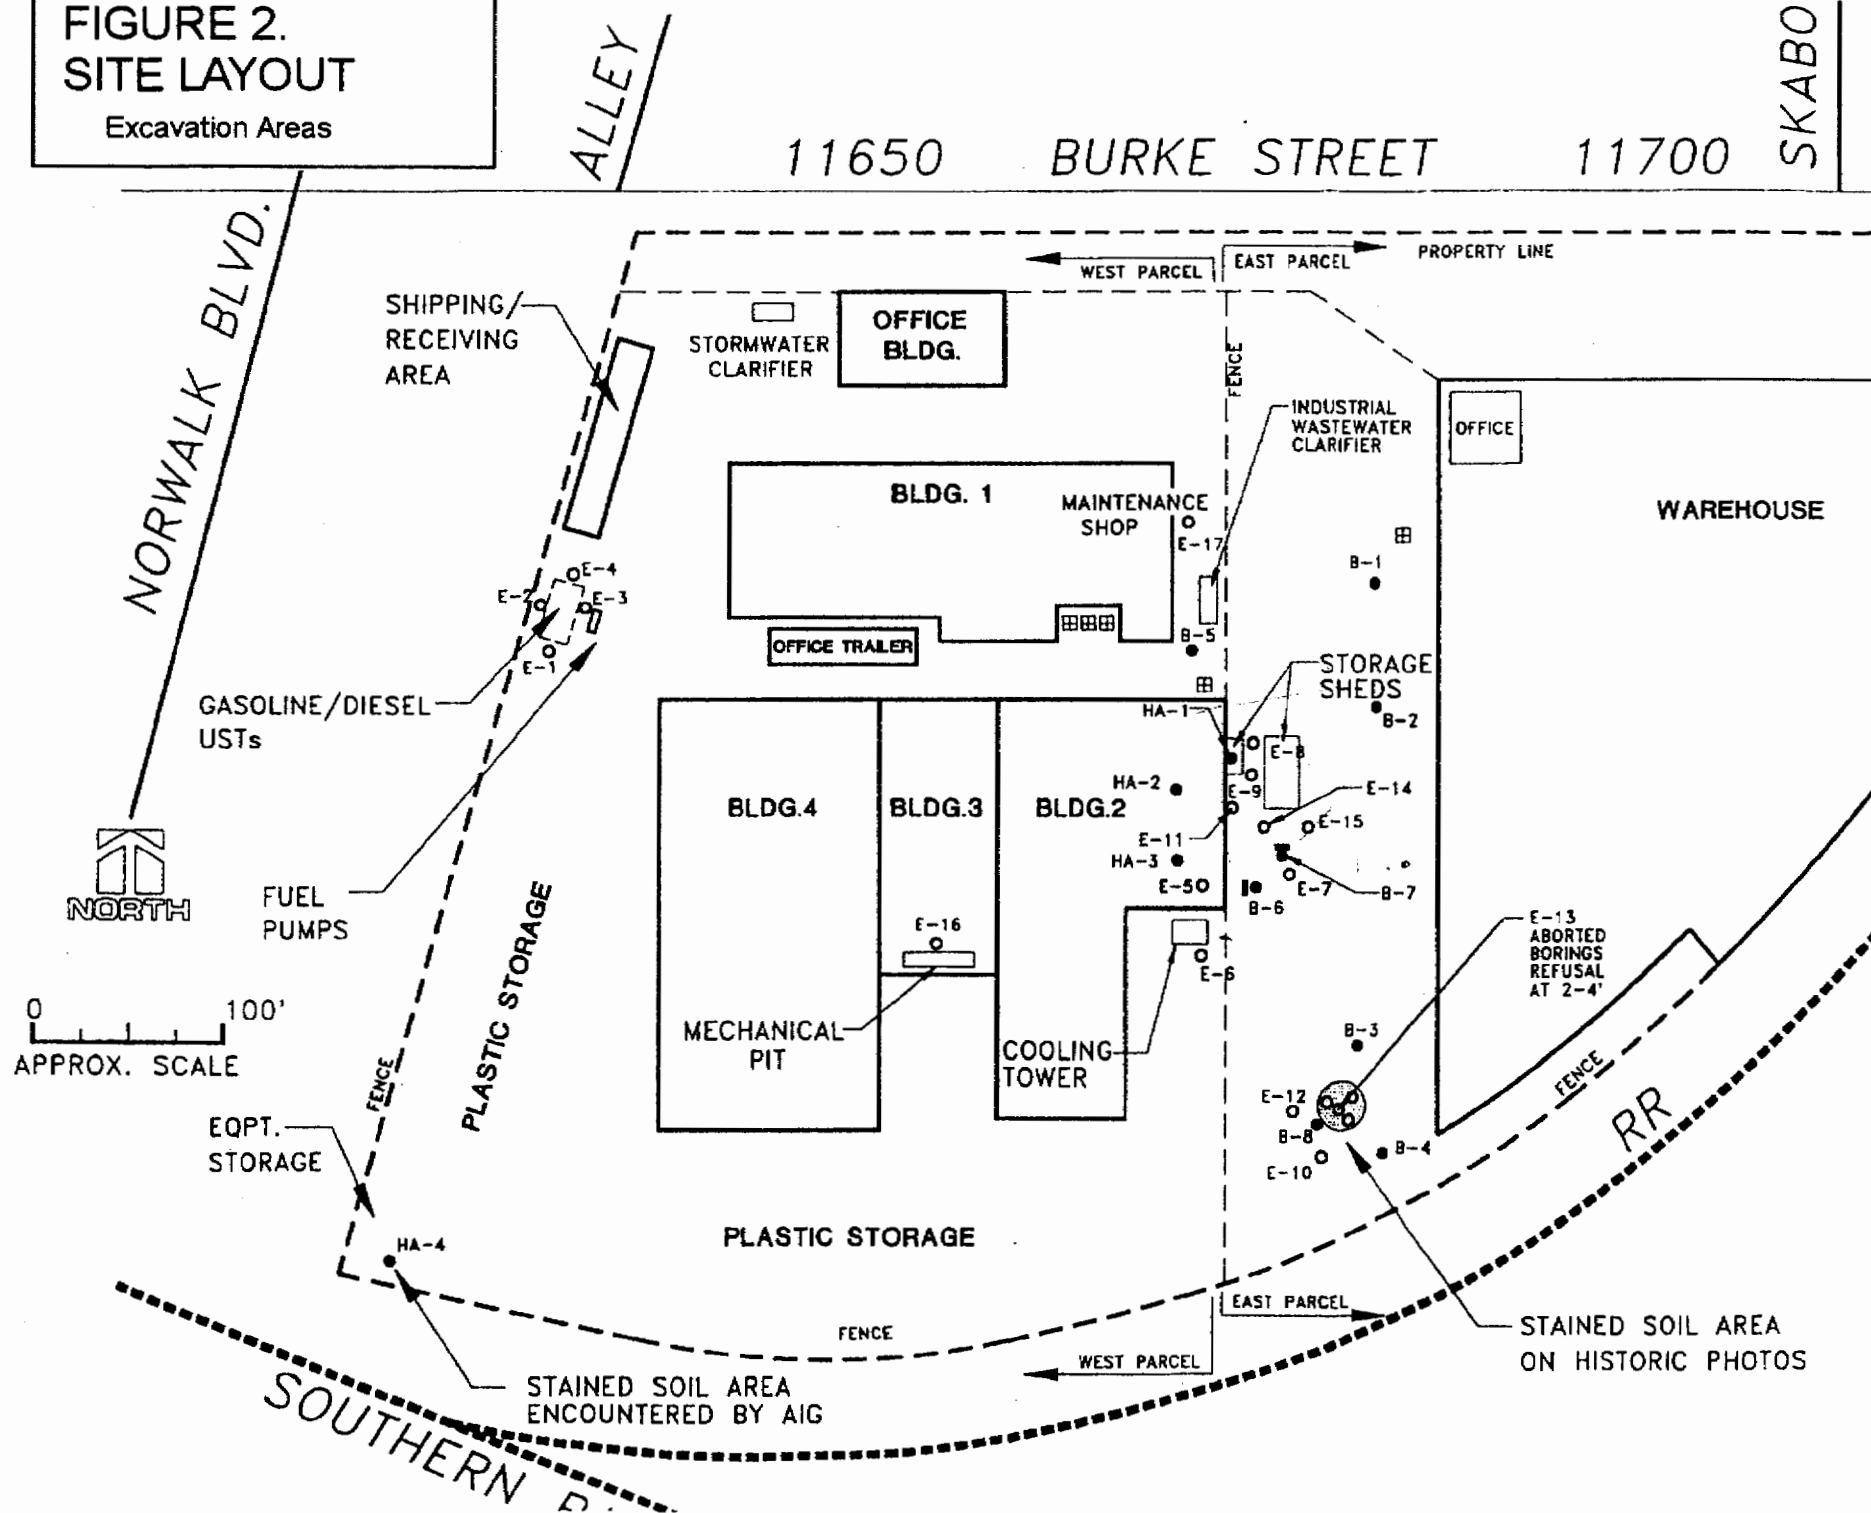 FIGURE 2.
SITE LAYOUT
Excavation Areas
ALLEY
11650 BURKE STREET 11700
SKABO
NORWALK BLVD.
WEST PARCEL
EAST PARCEL
PROPERTY LINE
SHIPPING/
RECEIVING
AREA
STORMWATER
CLARIFIER
OFFICE
BLDG.
FENCE
INDUSTRIAL
WASTEWATER
CLARIFIER
OFFICE
WAREHOUSE
BLDG. 1
MAINTENANCE
SHOP
E-17
B-1
E-4
E-2
E-3
E-1
OFFICE TRAILER
B-5
STORAGE
SHEDS
GASOLINE/DIESEL
USTs
HA-1
B-2
E-8
HA-2
E-9
E-14
BLDG.4
BLDG.3
BLDG.2
E-11
E-15
HA-3
E-5
E-7
B-7
B-6
NORTH
FUEL
PUMPS
PLASTIC STORAGE
E-16
E-6
E-13
ABORTED
BORINGS
REFUSAL
AT 2-4'
0 100'
APPROX. SCALE
MECHANICAL
PIT
COOLING
TOWER
B-3
FENCE
FENCE
E-12
B-8
B-4
E-10
RR
EQPT.
STORAGE
HA-4
PLASTIC STORAGE
FENCE
EAST PARCEL
WEST PARCEL
STAINED SOIL AREA
ON HISTORIC PHOTOS
STAINED SOIL AREA
ENCOUNTERED BY AIG
SOUTHERN